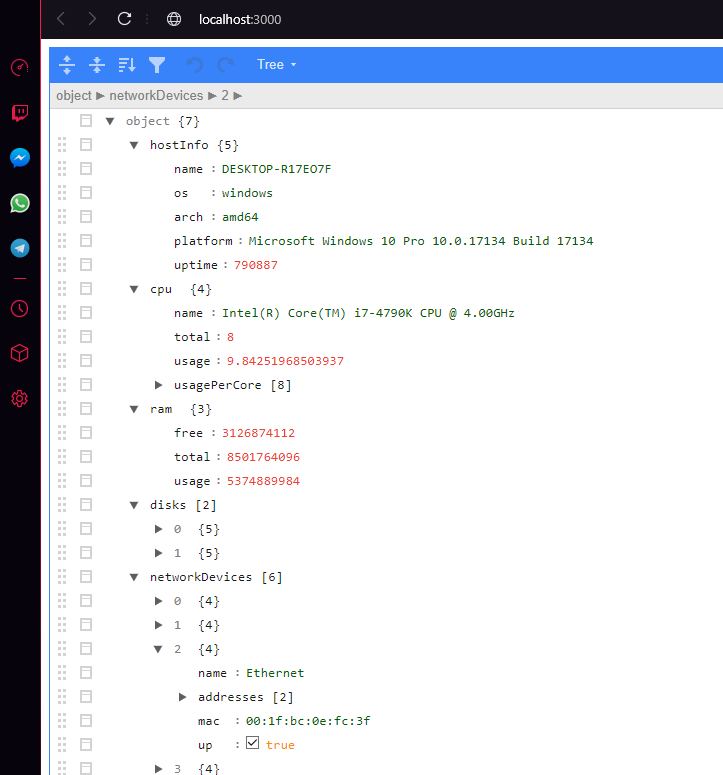 localhost:3000
Tree
object ▶ networkDevices ▶ 2 ▶
object {7}
hostInfo {5}
name : DESKTOP-R17EO7F
os : windows
arch : amd64
platform : Microsoft Windows 10 Pro 10.0.17134 Build 17134
uptime : 790887
cpu {4}
name : Intel(R) Core(TM) i7-4790K CPU @ 4.00GHz
total : 8
usage : 9.84251968503937
usagePerCore [8]
ram {3}
free : 3126874112
total : 8501764096
usage : 5374889984
disks [2]
0 {5}
1 {5}
networkDevices [6]
0 {4}
1 {4}
2 {4}
name : Ethernet
addresses [2]
mac : 00:1f:bc:0e:fc:3f
up : true
3 {4}